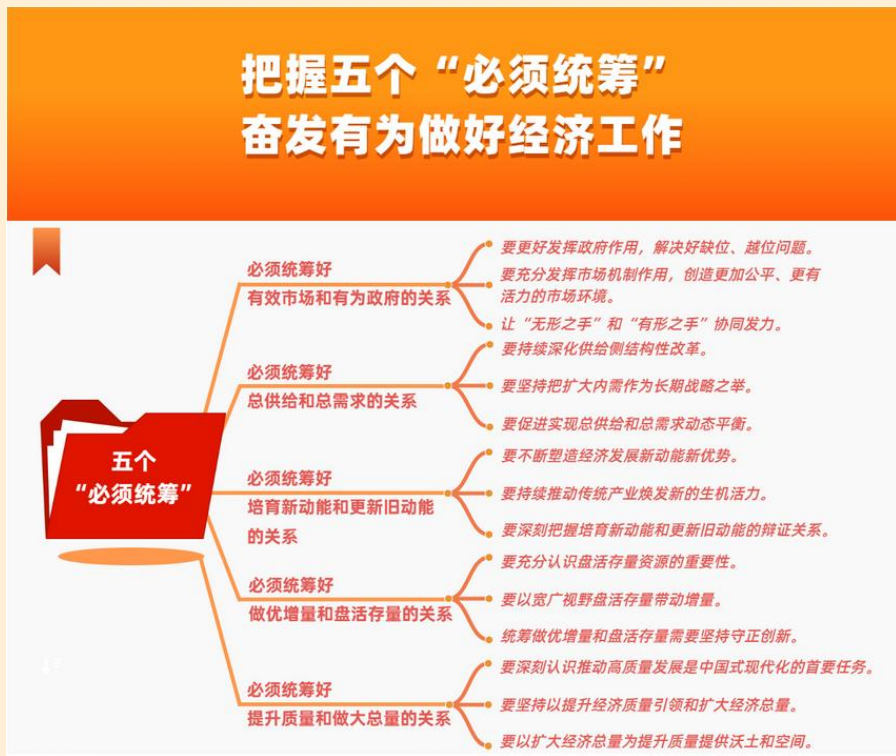 把握五个“必须统筹”
奋发有为做好经济工作
五个
“必须统筹”
必须统筹好
有效市场和有为政府的关系
要更好发挥政府作用，解决好缺位、越位问题。
要充分发挥市场机制作用，创造更加公平、更有
活力的市场环境。
让“无形之手”和“有形之手”协同发力。
必须统筹好
总供给和总需求的关系
要持续深化供给侧结构性改革。
要坚持把扩大内需作为长期战略之举。
要促进实现总供给和总需求动态平衡。
必须统筹好
培育新动能和更新旧动能
的关系
要不断塑造经济发展新动能新优势。
要持续推动传统产业焕发新的生机活力。
要深刻把握培育新动能和更新旧动能的辩证关系。
必须统筹好
做优增量和盘活存量的关系
要充分认识盘活存量资源的重要性。
要以宽广视野盘活存量带动增量。
统筹做优增量和盘活存量需要坚持守正创新。
必须统筹好
提升质量和做大总量的关系
要深刻认识推动高质量发展是中国式现代化的首要任务。
要坚持以提升经济质量引领和扩大经济总量。
要以扩大经济总量为提升质量提供沃土和空间。